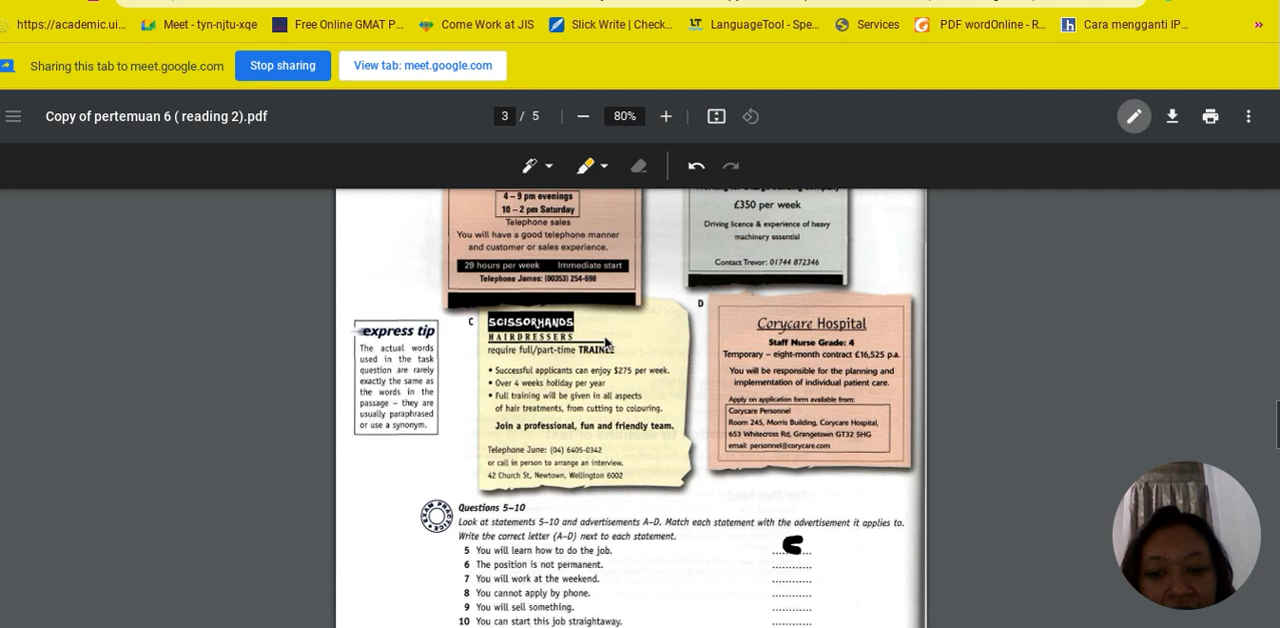 https://academic.ui... Meet - tyn-njtu-xqe Free Online GMAT P... Come Work at JIS Slick Write | Check... LanguageTool - Spe... Services PDF wordOnline - R... Cara mengganti IP... »
Sharing this tab to meet.google.com Stop sharing View tab: meet.google.com
Copy of pertemuan 6 ( reading 2).pdf 3 / 5 80%
4 – 9 pm evenings
10 – 2 pm Saturday
Telephone sales
You will have a good telephone manner
and customer or sales experience.
29 hours per week Immediate start
Telephone James: (00353) 254-698
£350 per week
Driving licence & experience of heavy
machinery essential
Contact Trevor: 01744 872346
express tip
The actual words
used in the task
question are rarely
exactly the same as
the words in the
passage – they are
usually paraphrased
or use a synonym.
C
SCISSORHANDS
HAIRDRESSERS
require full/part-time TRAINEE
• Successful applicants can enjoy $275 per week.
• Over 4 weeks holiday per year
• Full training will be given in all aspects
of hair treatments, from cutting to colouring.
Join a professional, fun and friendly team.
Telephone June: (04) 6405-0342
or call in person to arrange an interview.
42 Church St, Newtown, Wellington 6002
D
Corycare Hospital
Staff Nurse Grade: 4
Temporary – eight-month contract £16,525 p.a.
You will be responsible for the planning and
implementation of individual patient care.
Apply on application form available from:
Corycare Personnel
Room 245, Morris Building, Corycare Hospital,
653 Whitecross Rd, Grangetown GT32 5HG
email: personnel@corycare.com
EXAM PRACTICE
Questions 5–10
Look at statements 5–10 and advertisements A–D. Match each statement with the advertisement it applies to.
Write the correct letter (A–D) next to each statement.
5 You will learn how to do the job. C
6 The position is not permanent. ............
7 You will work at the weekend. ............
8 You cannot apply by phone. ............
9 You will sell something. ............
10 You can start this job straightaway. ............